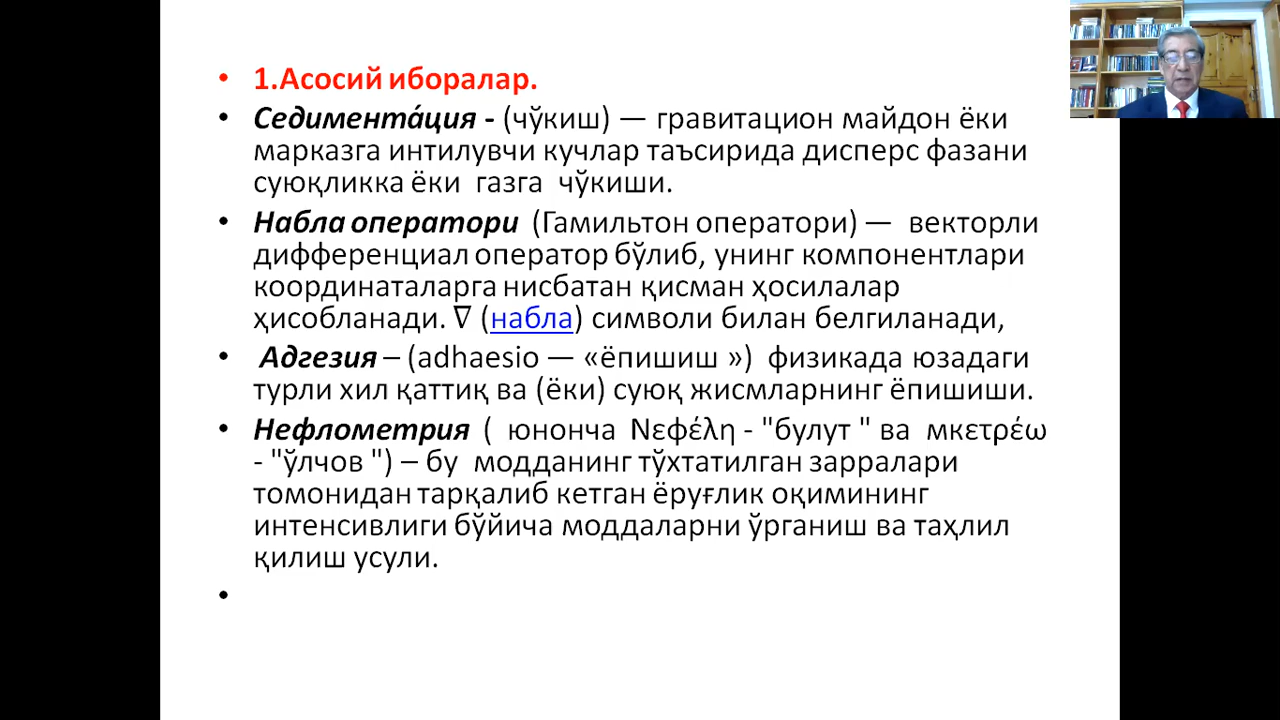 • 1.Асосий иборалар.
• Седимента́ция - (чўкиш) — гравитацион майдон ёки
марказга интилувчи кучлар таъсирида дисперс фазани
суюқликка ёки газга чўкиши.
• Набла оператори (Гамильтон оператори) — векторли
дифференциал оператор бўлиб, унинг компонентлари
координаталарга нисбатан қисман ҳосилалар
ҳисобланади. ∇ (набла) символи билан белгиланади,
• Адгезия – (adhaesio — «ёпишиш ») физикада юзадаги
турли хил қаттиқ ва (ёки) суюқ жисмларнинг ёпишиши.
• Нефлометрия ( юнонча Νεφέλη - "булут " ва мкετρέω
- "ўлчов ") – бу модданинг тўхтатилган зарралари
томонидан тарқалиб кетган ёруғлик оқимининг
интенсивлиги бўйича моддаларни ўрганиш ва таҳлил
қилиш усули.
•